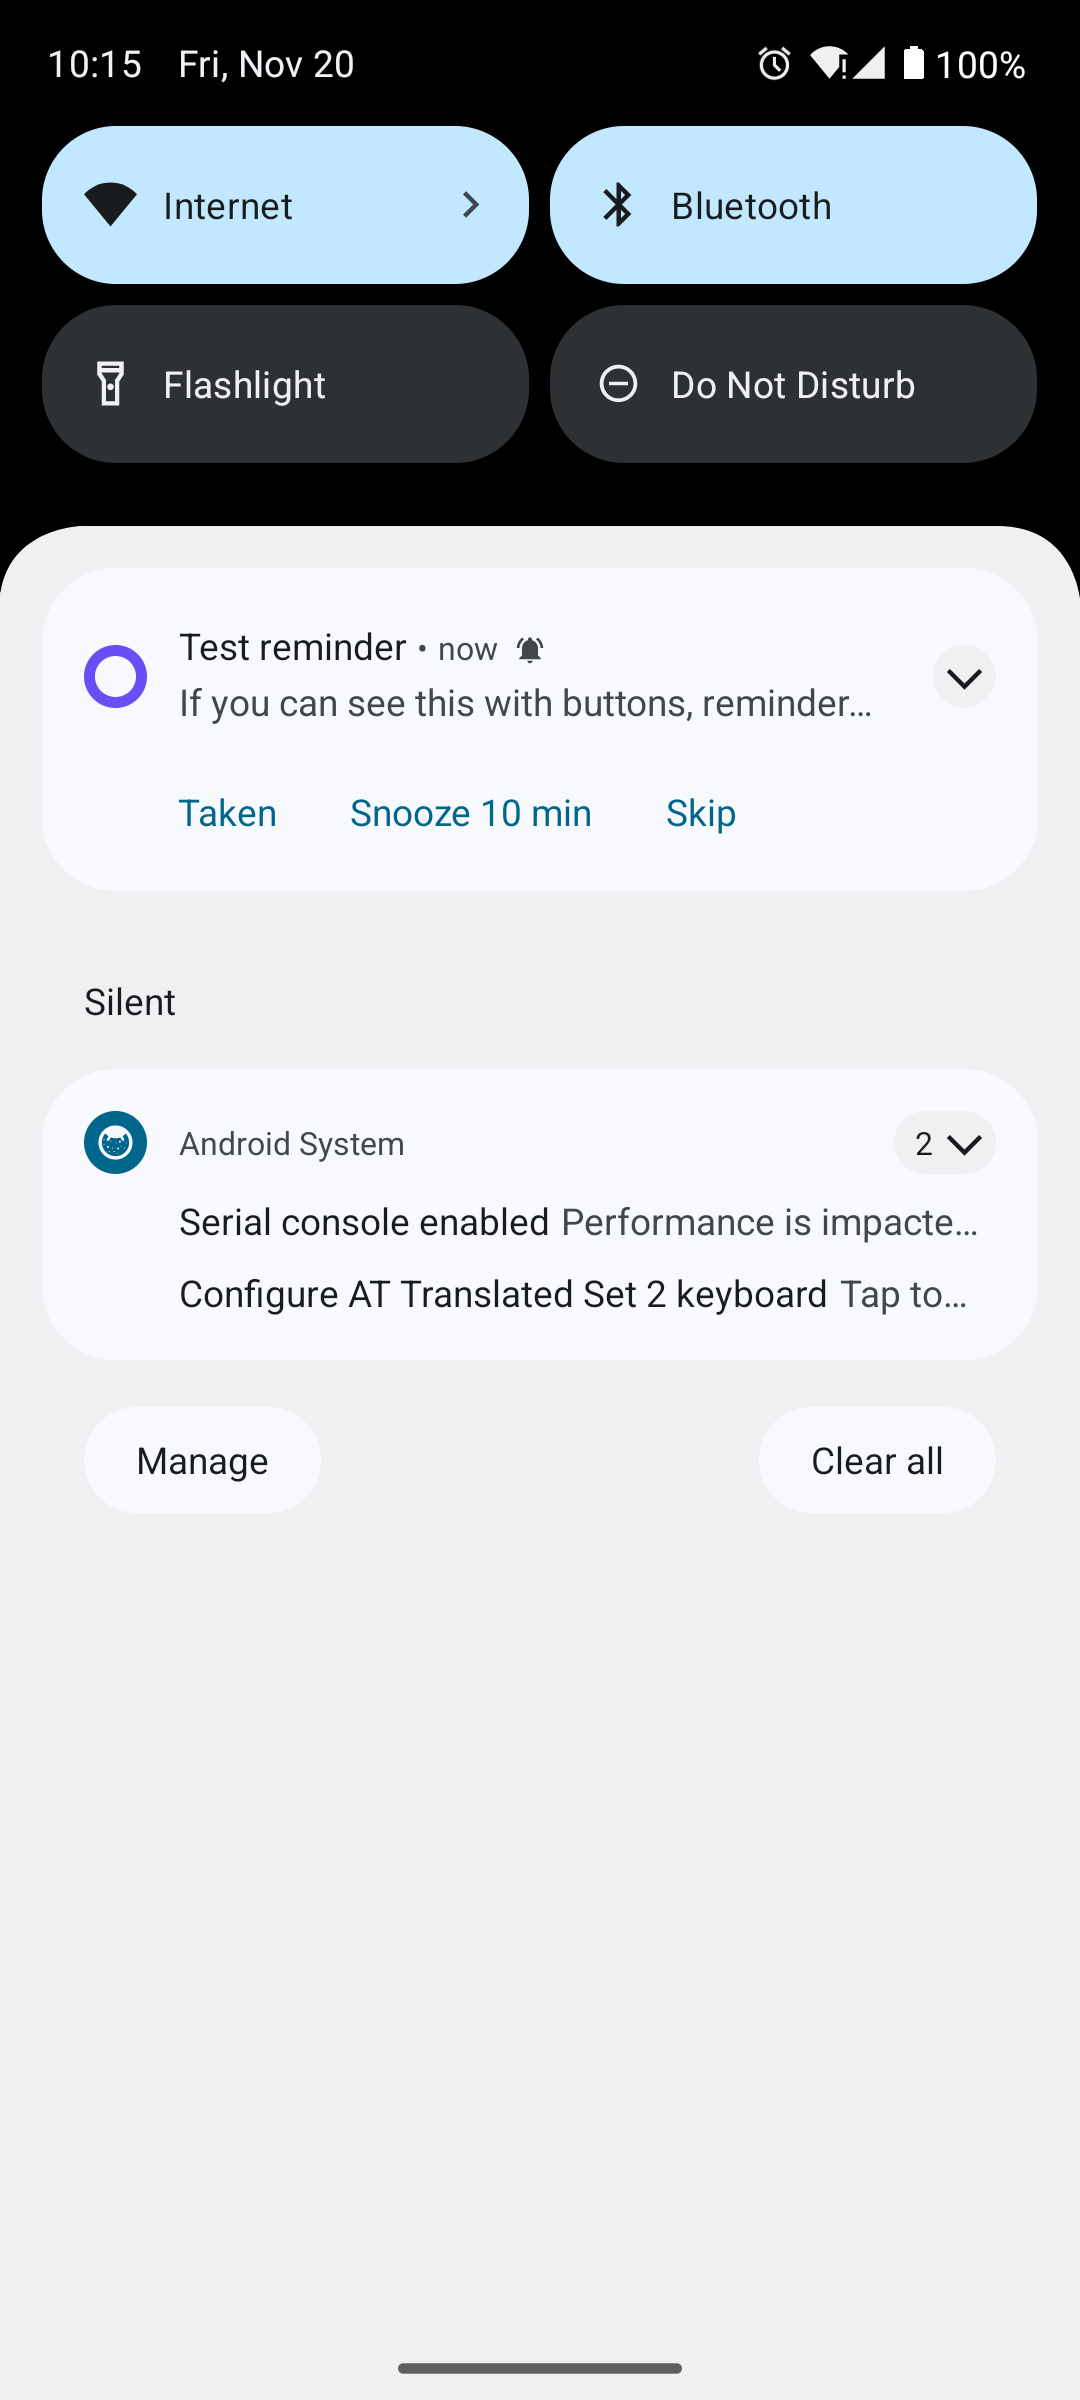 10:15 Fri, Nov 20 100%
Internet
Bluetooth
Flashlight
Do Not Disturb
Test reminder • now
If you can see this with buttons, reminder...
Taken Snooze 10 min Skip
Silent
Android System 2
Serial console enabled Performance is impacte...
Configure AT Translated Set 2 keyboard Tap to...
Manage Clear all